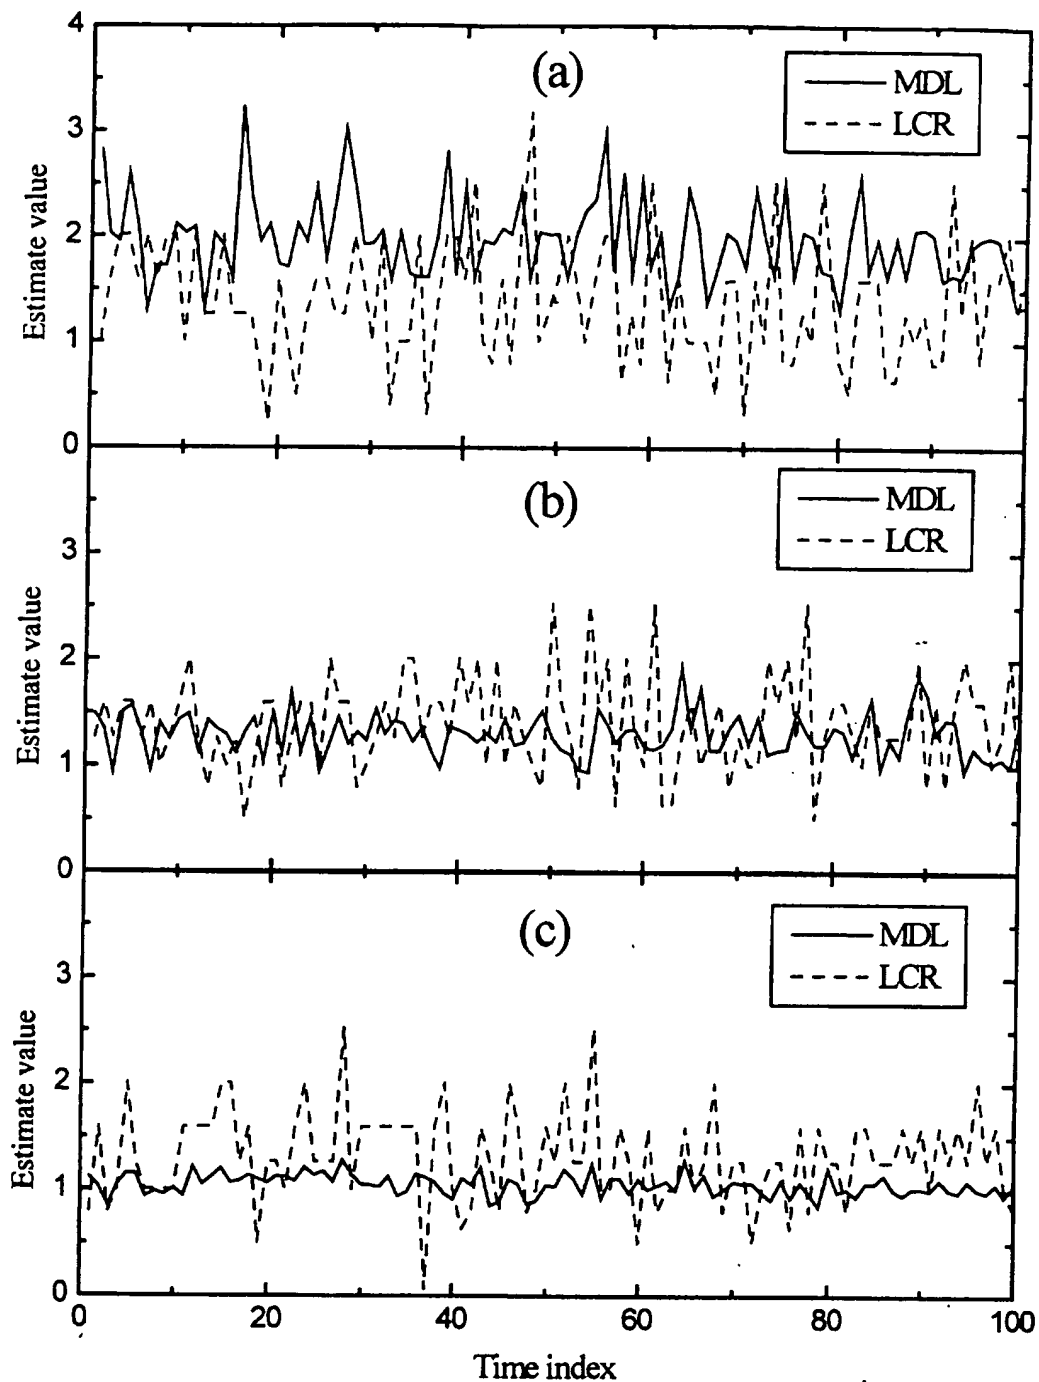 4
(a)
MDL
LCR
3
2
1
0
Estimate value
(b)
MDL
LCR
3
2
1
0
Estimate value
(c)
MDL
LCR
3
2
1
0
Estimate value
0 20 40 60 80 100
Time index